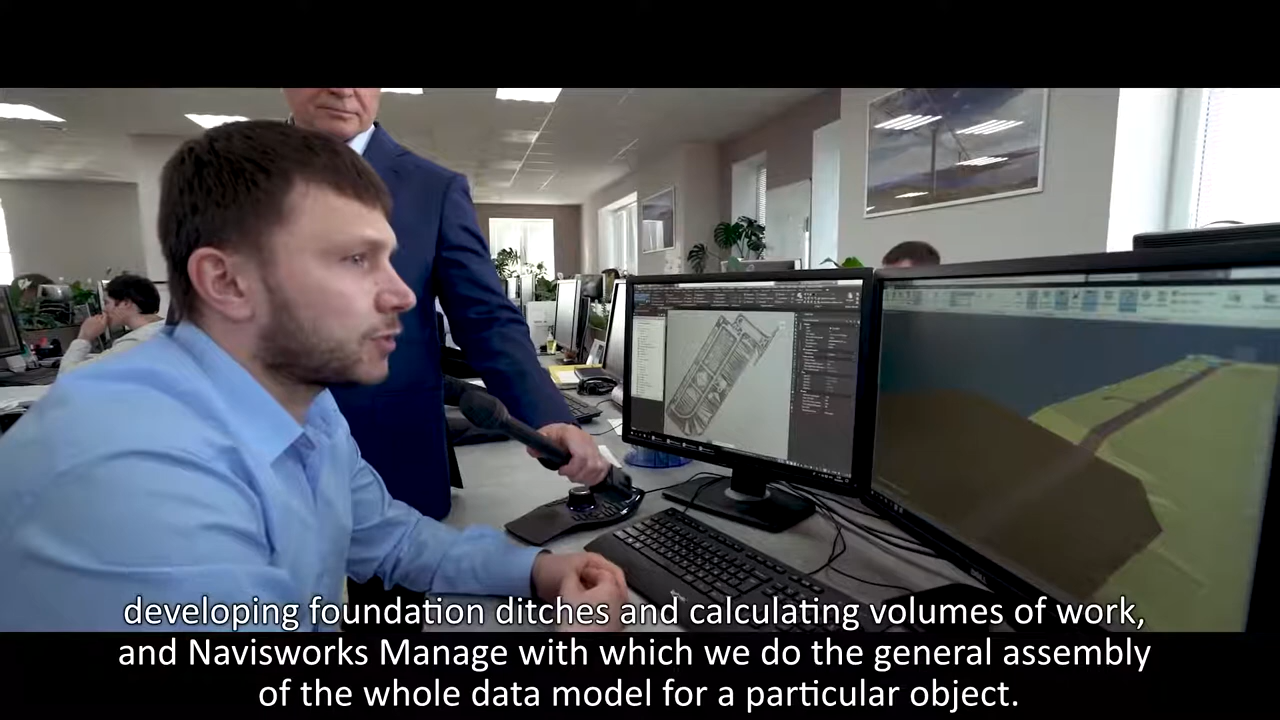 DELL
developing foundation ditches and calculating volumes of work,
and Navisworks Manage with which we do the general assembly
of the whole data model for a particular object.